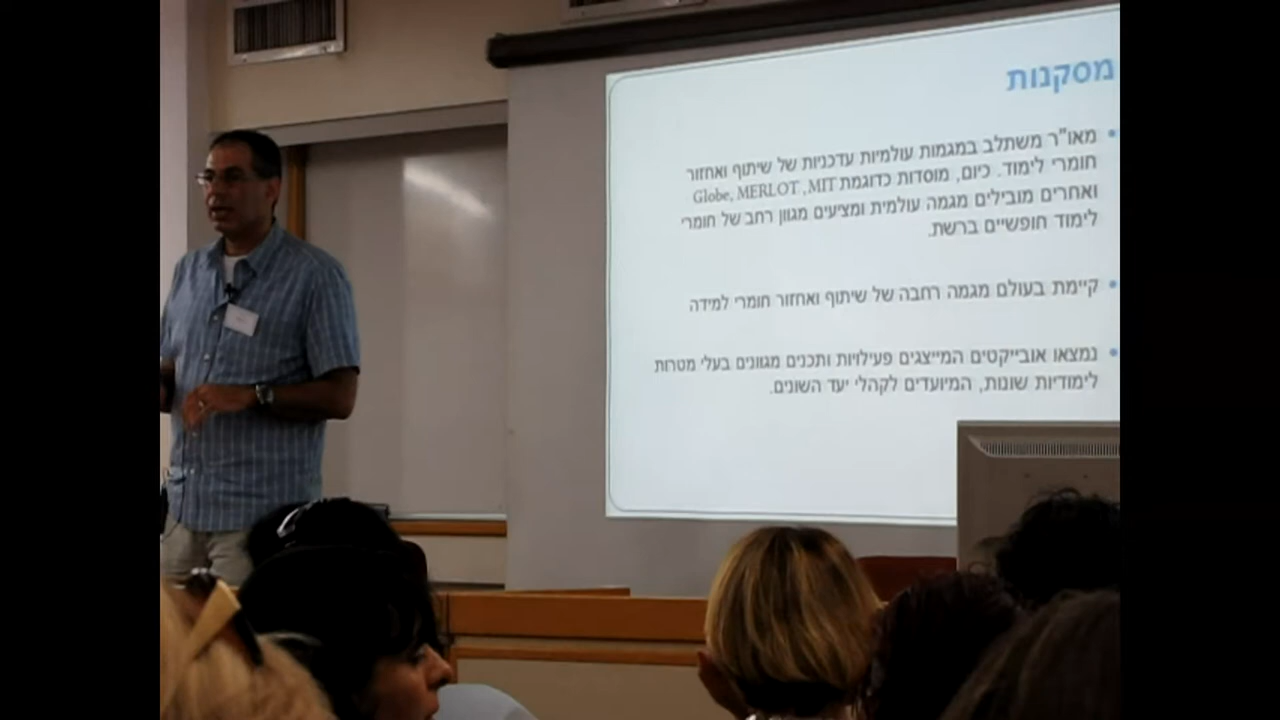 מסקנות
מאו"ר משתלב במגמות עולמיות עדכניות של שיתוף ואחזור
חומרי לימוד. כיום, מוסדות כדוגמת Globe, MERLOT ,MIT
ואחרים מובילים מגמה עולמית ומציעים מגוון רחב של חומרי
לימוד חופשיים ברשת.
קיימת בעולם מגמה רחבה של שיתוף ואחזור חומרי למידה
נמצאו אובייקטים המייצגים פעילויות ותכנים מגוונים בעלי מטרות
לימודיות שונות, המיועדים לקהלי יעד השונים.